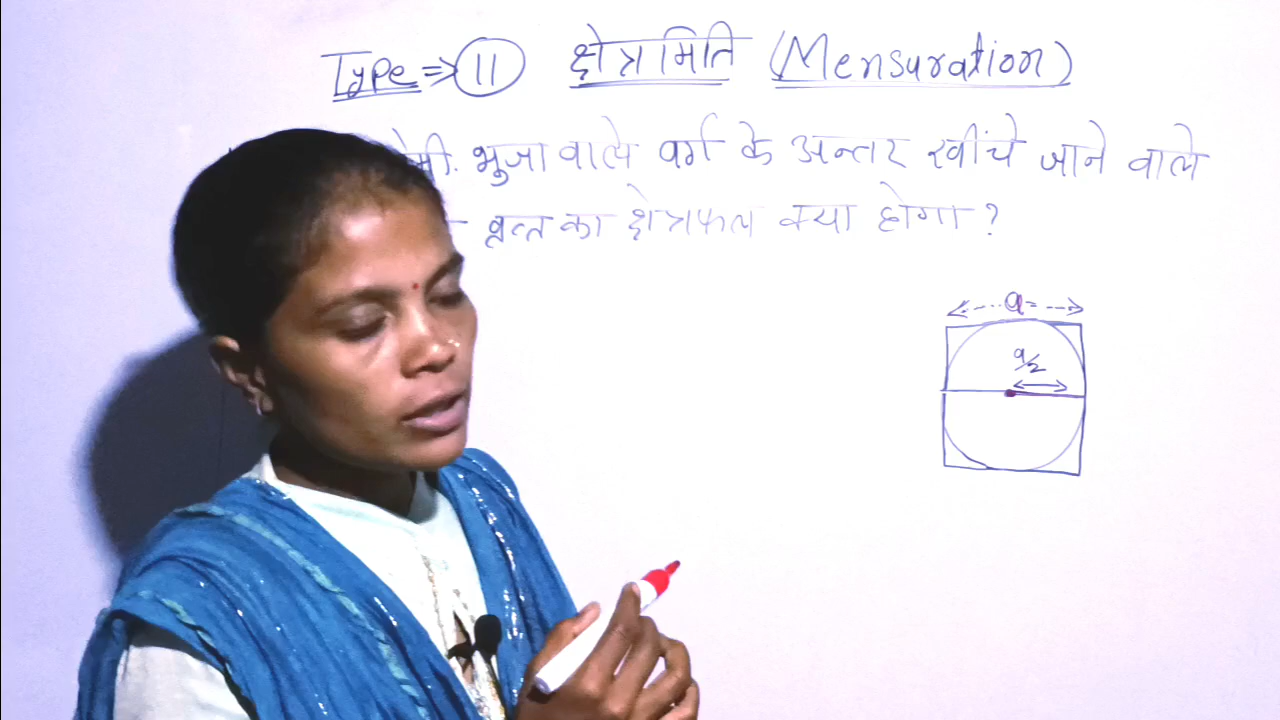 Type ⇒ 11 क्षेत्रमिति (Mensuration)
सेमी. भुजा वाले वर्ग के अन्तर खींचे जाने वाले
वृत्त का क्षेत्रफल क्या होगा ?
a
a/2